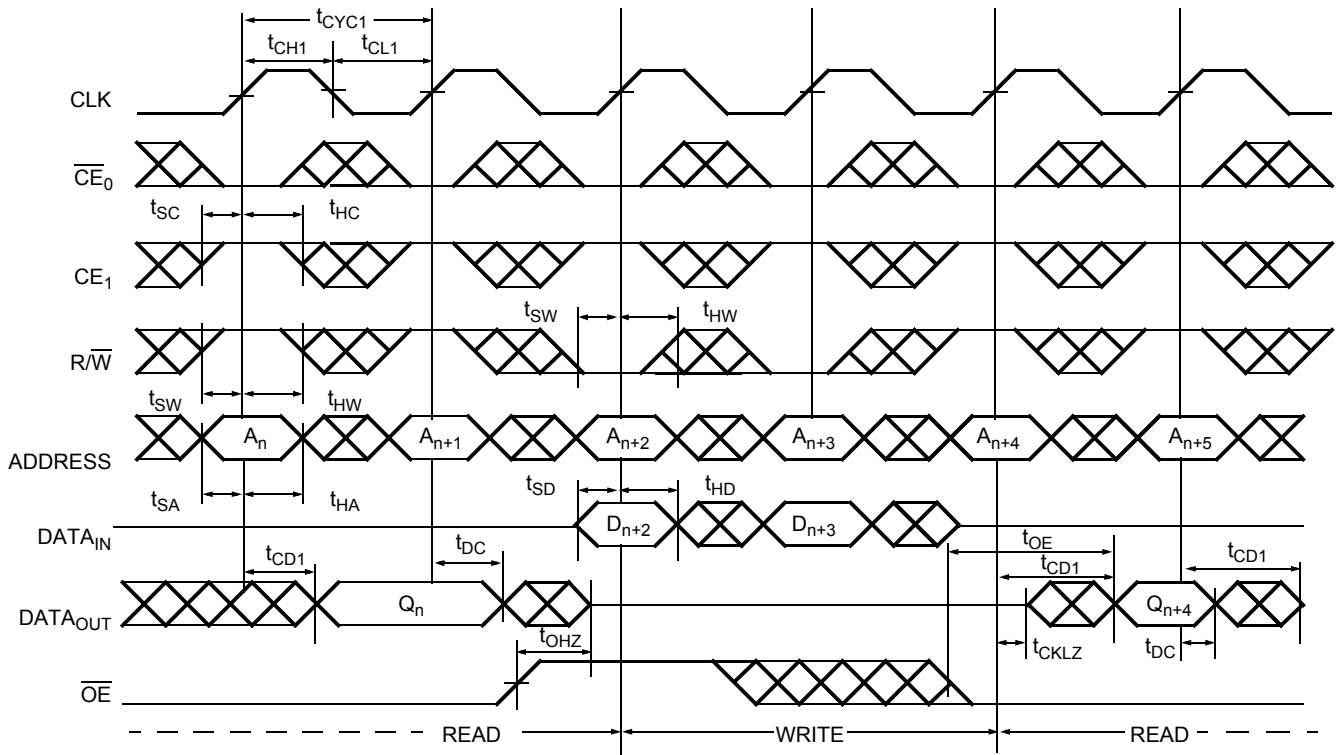 tCYC1
tCH1 tCL1
CLK
CE0
tSC tHC
CE1
tSW tHW
R/W
tSW tHW
An An+1 An+2 An+3 An+4 An+5
ADDRESS
tSA tHA tSD tHD
DATAIN Dn+2 Dn+3
tCD1 tDC tOE tCD1 tCD1
DATAOUT Qn Qn+4
tOHZ tCKLZ tDC
OE
READ WRITE READ